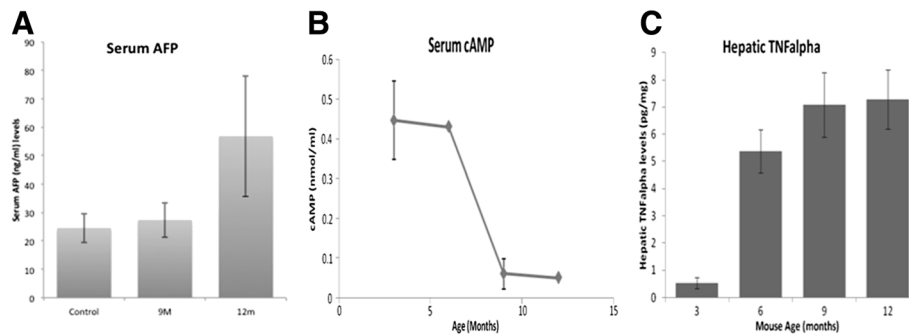 A
Serum AFP
Serum AFP (ng/ml) levels
90
80
70
60
50
40
30
20
10
0
Control
9M
12m
B
Serum cAMP
cAMP (nmol/ml)
0.6
0.5
0.4
0.3
0.2
0.1
0
0
5
10
15
Age (Months)
C
Hepatic TNFalpha
Hepatic TNFalpha levels (pg/mg)
9
8
7
6
5
4
3
2
1
0
3
6
9
12
Mouse Age (months)